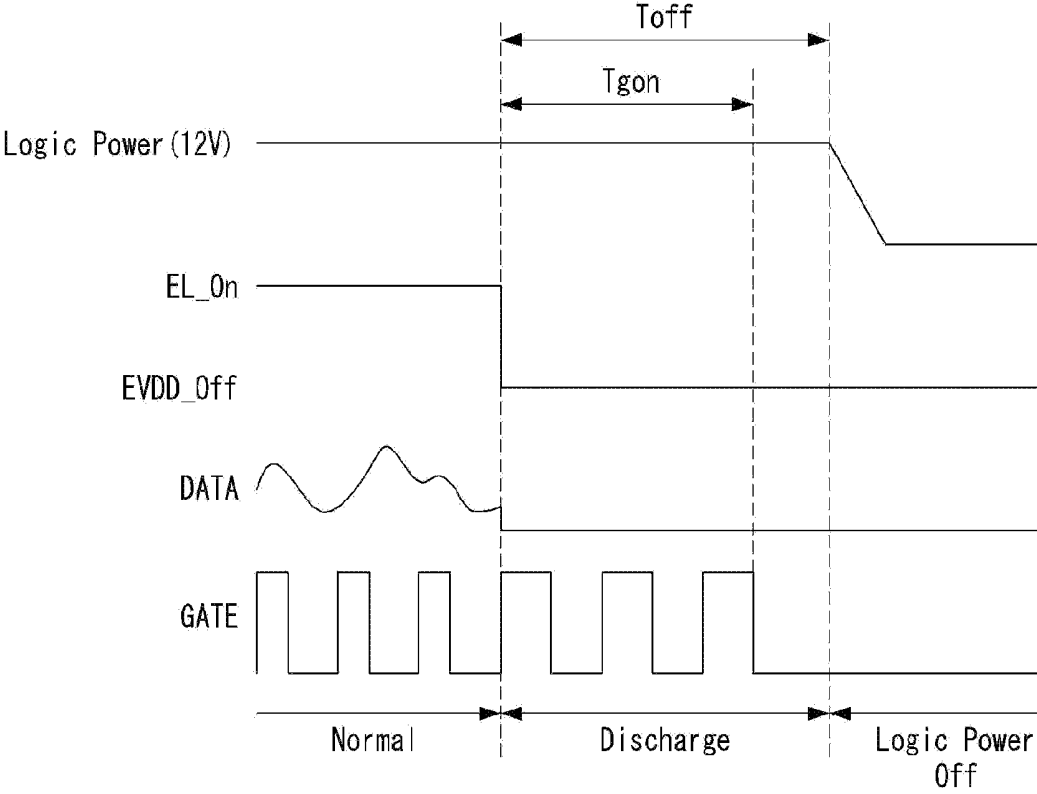 Toff
Tgon
Logic Power(12V)
EL_On
EVDD_Off
DATA
GATE
Normal
Discharge
Logic Power
Off